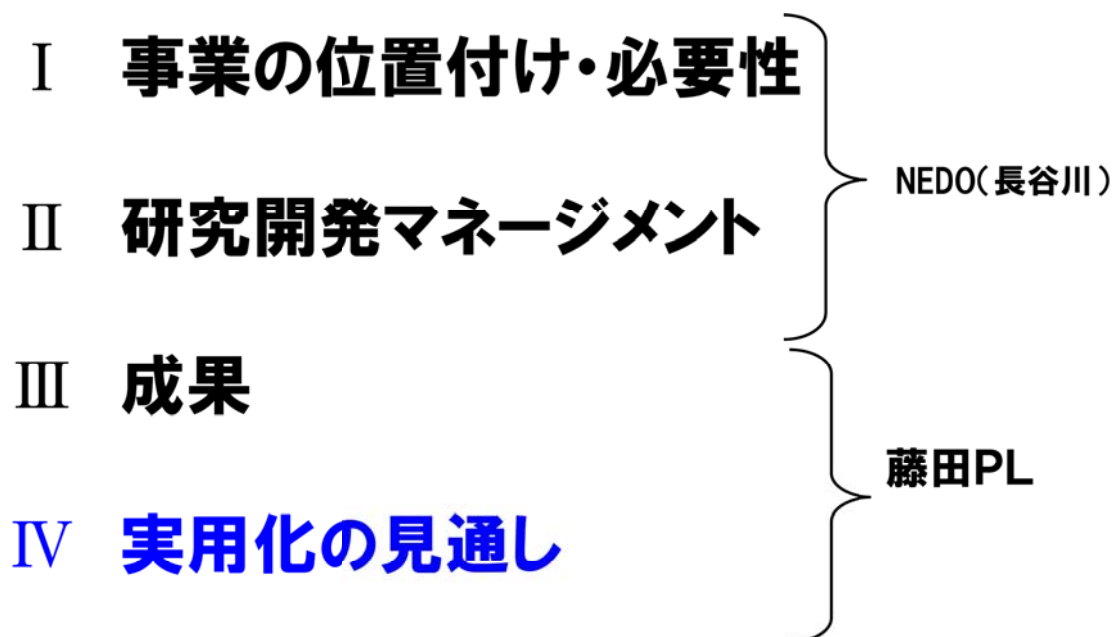 Ⅰ 事業の位置付け・必要性
NEDO(長谷川)
Ⅱ 研究開発マネージメント
Ⅲ 成果
藤田PL
Ⅳ 実用化の見通し